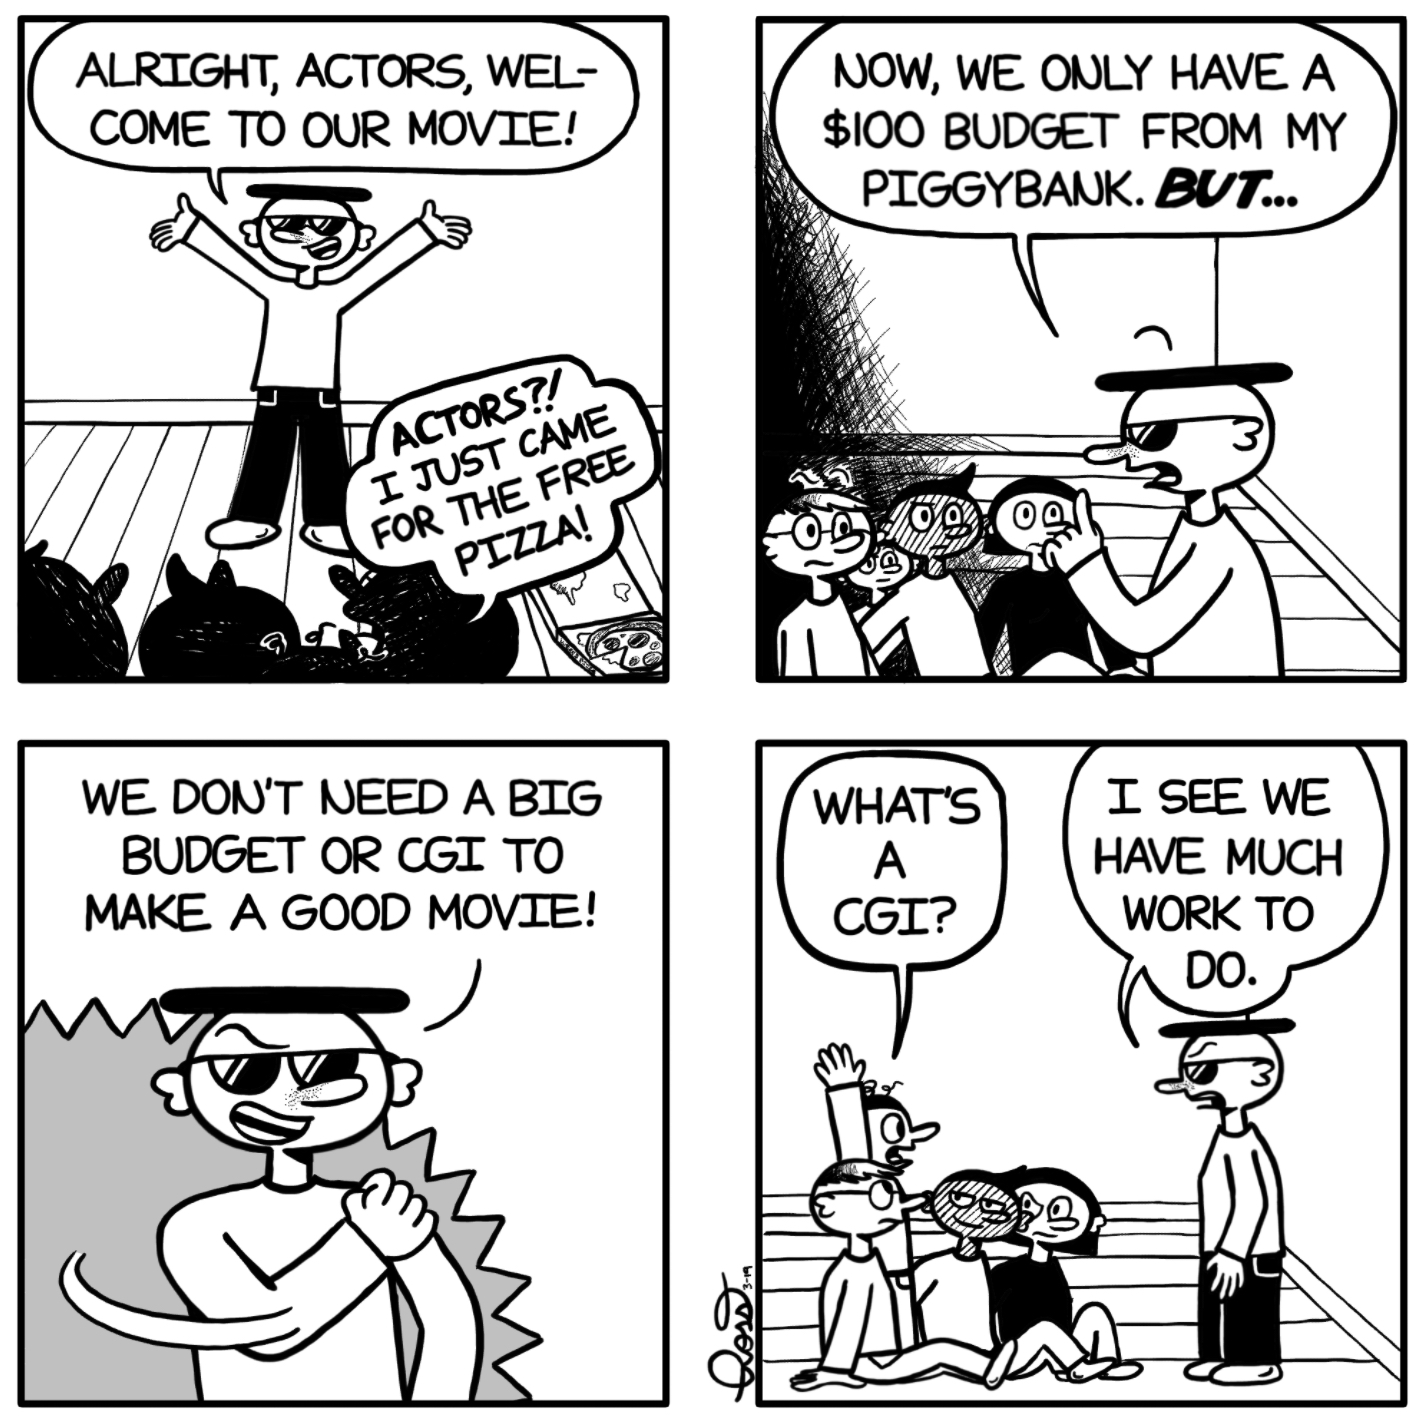 ALRIGHT, ACTORS, WEL-
COME TO OUR MOVIE!
ACTORS?!
I JUST CAME
FOR THE FREE
PIZZA!
NOW, WE ONLY HAVE A
$100 BUDGET FROM MY
PIGGYBANK. BUT...
WE DON'T NEED A BIG
BUDGET OR CGI TO
MAKE A GOOD MOVIE!
WHAT'S
A
CGI?
I SEE WE
HAVE MUCH
WORK TO
DO.
3-19